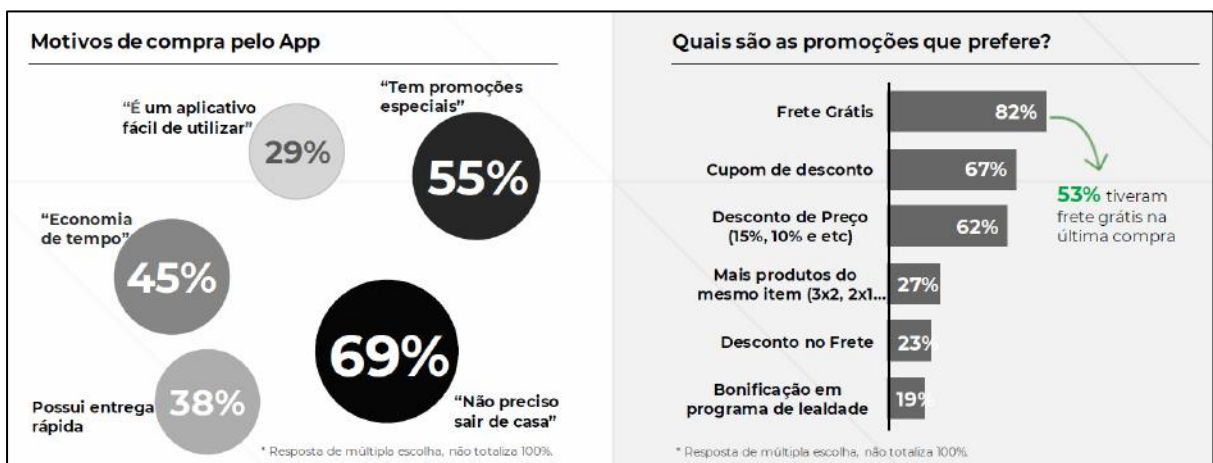 Motivos de compra pelo App
“É um aplicativo
fácil de utilizar”
29%
“Tem promoções
especiais”
55%
“Economia
de tempo”
45%
69%
“Não preciso
sair de casa”
Possui entrega
rápida
38%
* Resposta de múltipla escolha, não totaliza 100%.
Quais são as promoções que prefere?
Frete Grátis
82%
Cupom de desconto
67%
Desconto de Preço
(15%, 10% e etc)
62%
Mais produtos do
mesmo item (3x2, 2x1...
27%
Desconto no Frete
23%
Bonificação em
programa de lealdade
19%
53% tiveram
frete grátis na
última compra
* Resposta de múltipla escolha, não totaliza 100%.